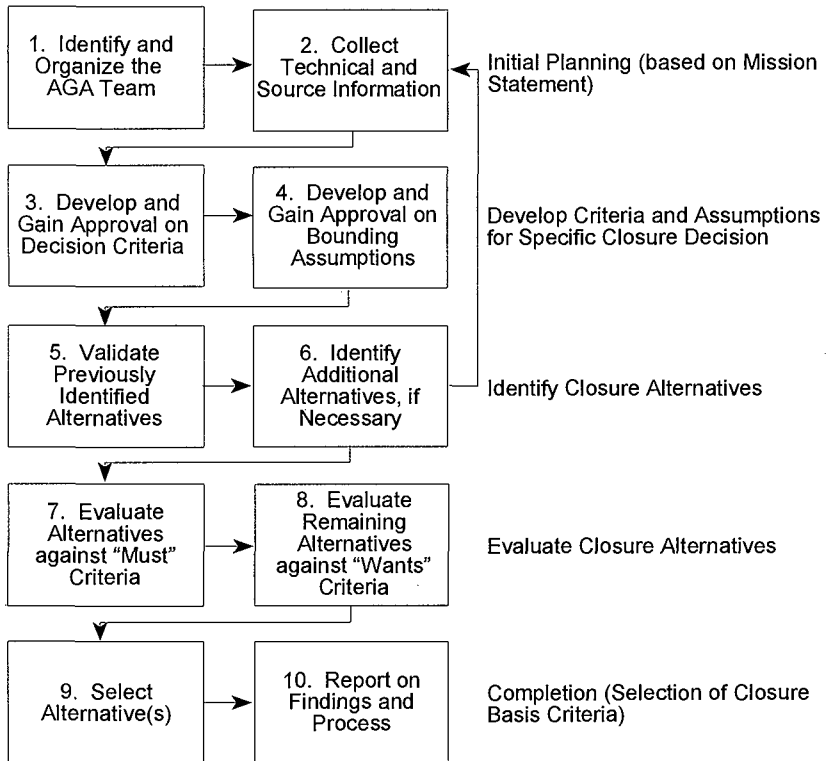 1. Identify and
Organize the
AGA Team
2. Collect
Technical and
Source Information
Initial Planning (based on Mission
Statement)
3. Develop and
Gain Approval on
Decision Criteria
4. Develop and
Gain Approval on
Bounding
Assumptions
Develop Criteria and Assumptions
for Specific Closure Decision
5. Validate
Previously
Identified
Alternatives
6. Identify
Additional
Alternatives, if
Necessary
Identify Closure Alternatives
7. Evaluate
Alternatives
against “Must”
Criteria
8. Evaluate
Remaining
Alternatives
against “Wants”
Criteria
Evaluate Closure Alternatives
9. Select
Alternative(s)
10. Report on
Findings and
Process
Completion (Selection of Closure
Basis Criteria)